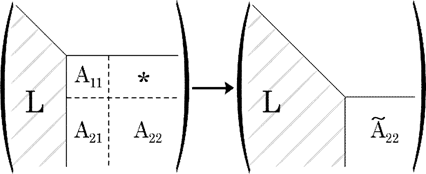 A₁₁ *
L L
A₂₁ A₂₂ Ã₂₂